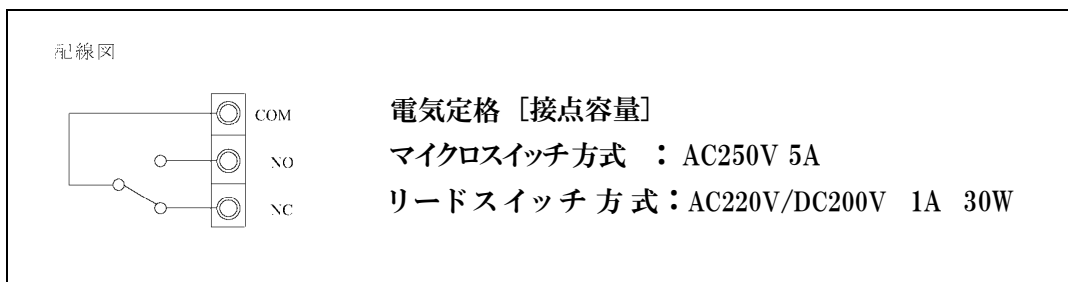 配線図
COM
NO
NC
電気定格［接点容量］
マイクロスイッチ方式 ： AC250V 5A
リードスイッチ方式：AC220V/DC200V 1A 30W